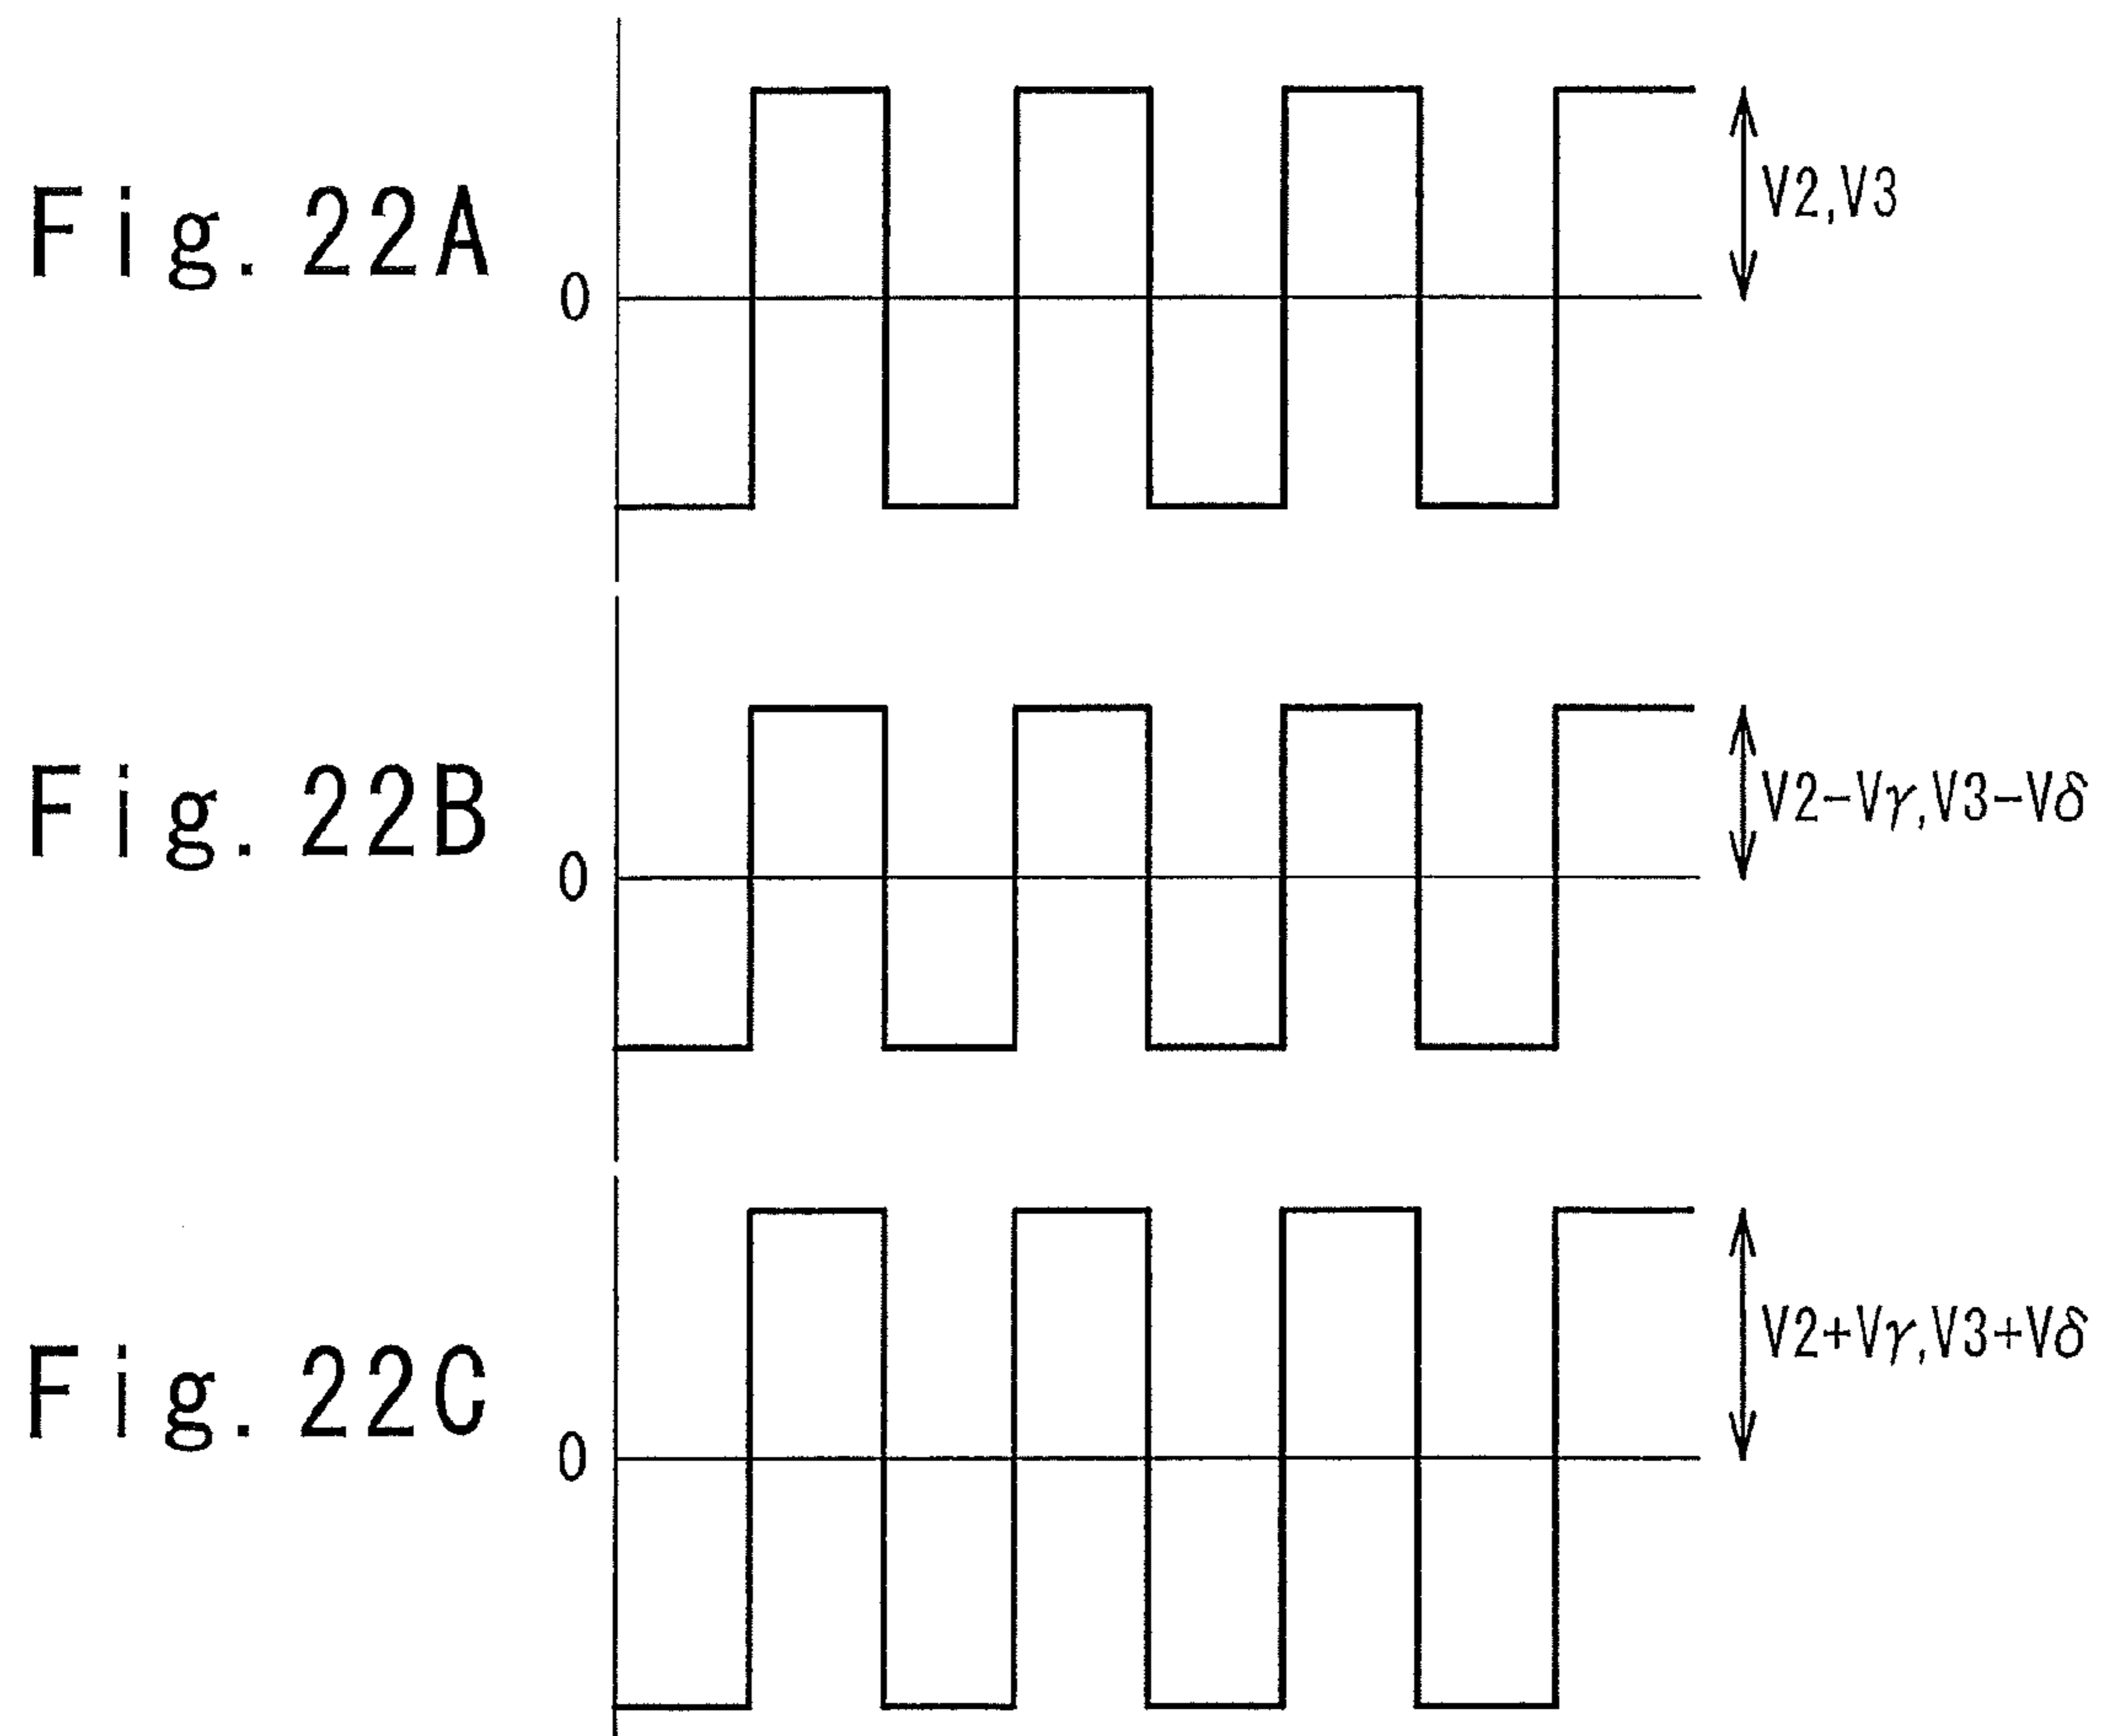 Fig. 22A
0
V2,V3
Fig. 22B
0
V2-Vγ,V3-Vδ
Fig. 22C
0
V2+Vγ,V3+Vδ